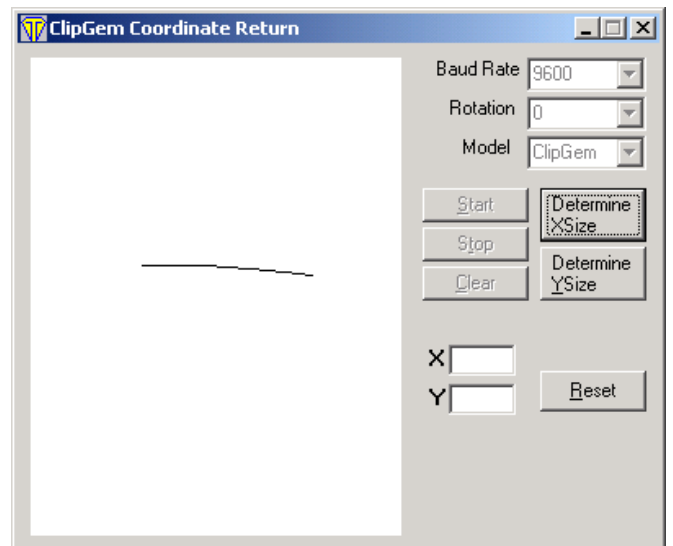 ClipGem Coordinate Return
Baud Rate 9600
Rotation 0
Model ClipGem
Start
Determine
XSize
Stop
Determine
YSize
Clear
X
Y
Reset